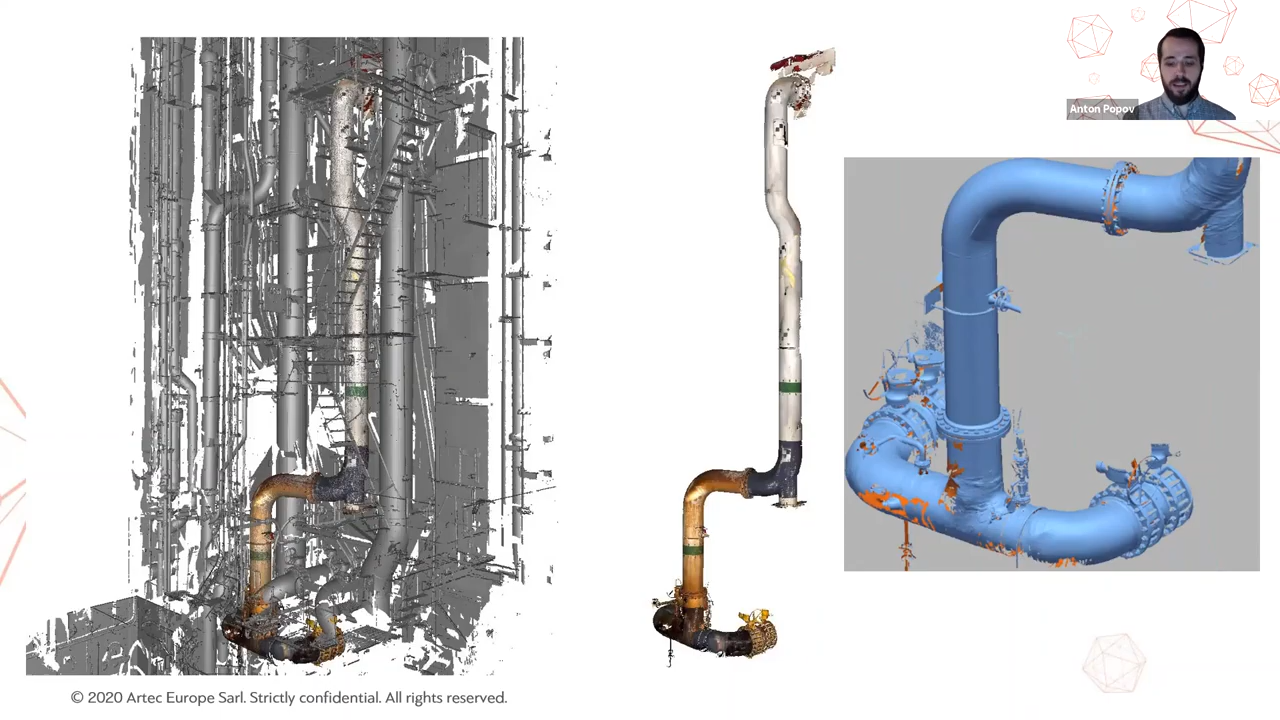 Anton Popov
© 2020 Artec Europe Sarl. Strictly confidential. All rights reserved.